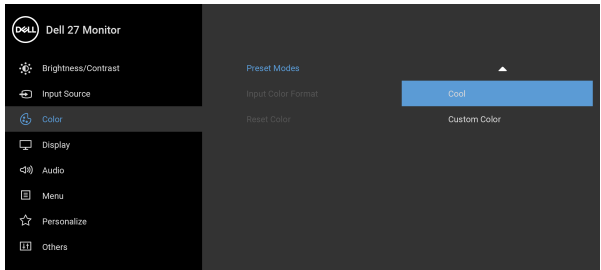 DELL
Dell 27 Monitor
Brightness/Contrast
Input Source
Color
Display
Audio
Menu
Personalize
Others
Preset Modes
Input Color Format
Reset Color
Cool
Custom Color